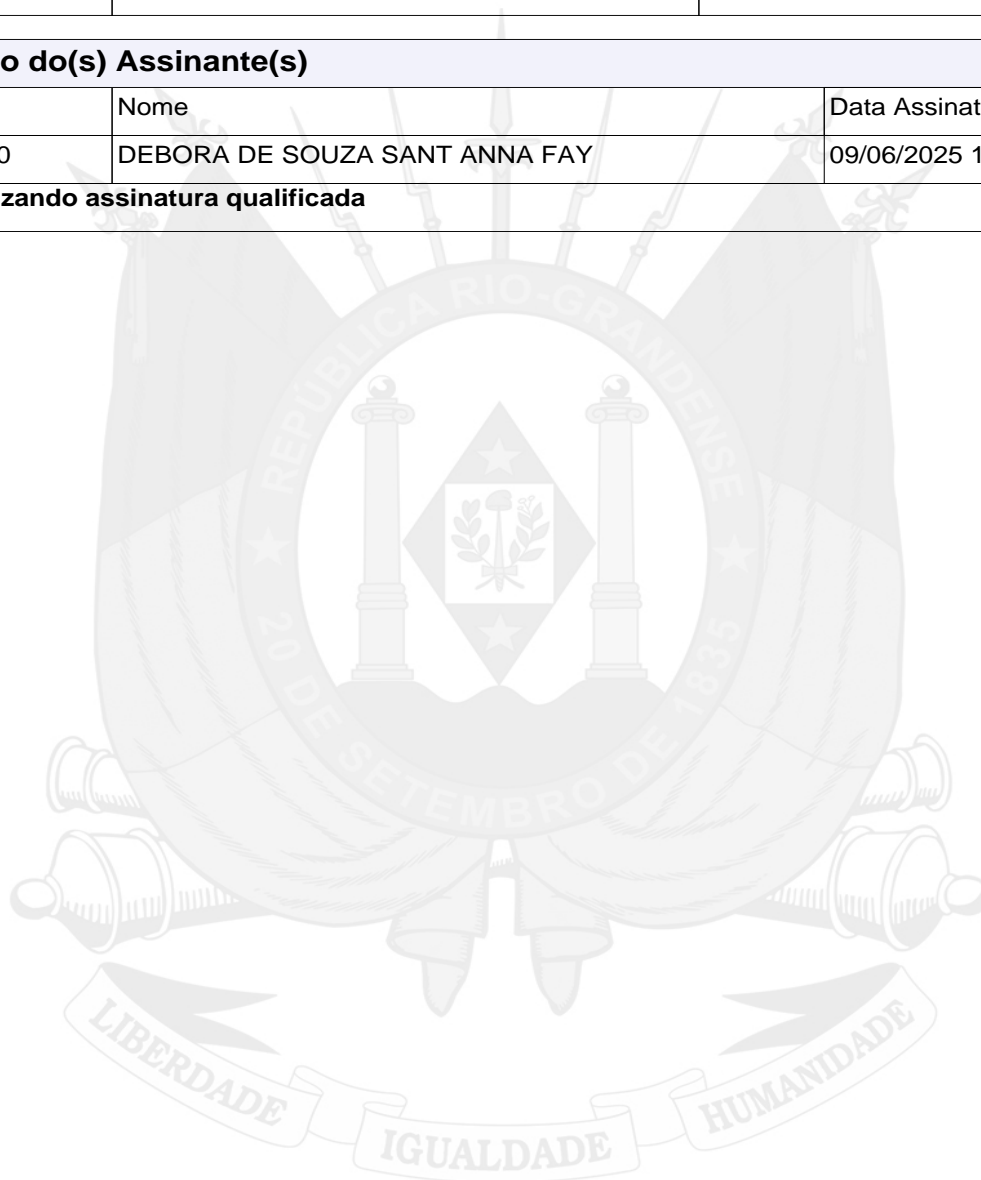 o do(s) Assinante(s)
Nome Data Assinat
0 DEBORA DE SOUZA SANT ANNA FAY 09/06/2025 1
zando assinatura qualificada
REPÚBLICA RIO-GRANDENSE
20 DE SETEMBRO DE 1835
LIBERDADE IGUALDADE HUMANIDADE